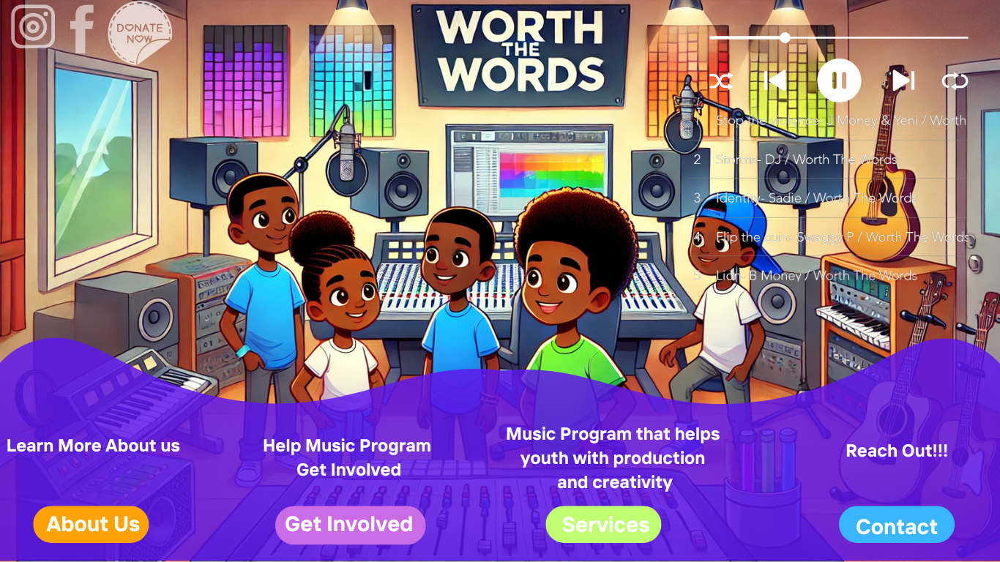 DONATE
NOW
WORTH
THE
WORDS
Stop the violence- J Money & Yeni / Worth
2 Storms- DJ / Worth The Words
3 Identity- Sadie / Worth The Words
4 Flip the coin- Swaggy P / Worth The Words
5 Lion- B Money / Worth The Words
Learn More About us
Help Music Program
Get Involved
Music Program that helps
youth with production
and creativity
Reach Out!!!
About Us
Get Involved
Services
Contact